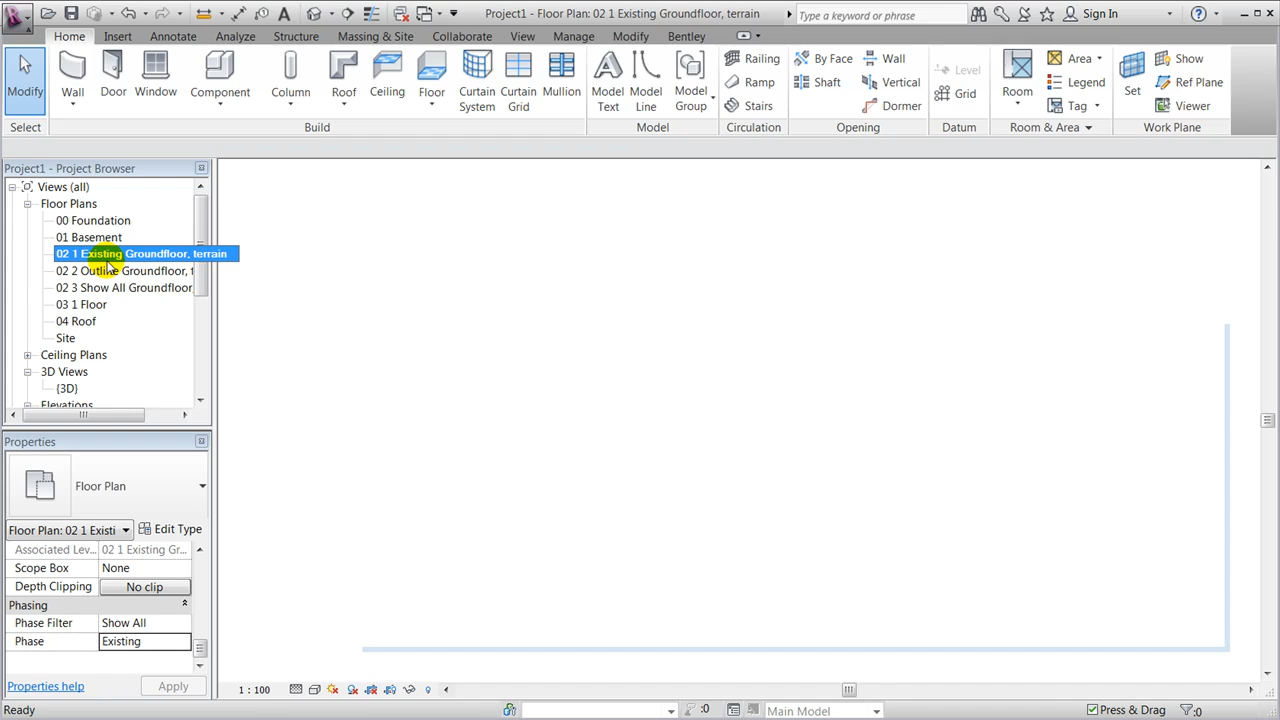 Project1 - Floor Plan: 02 1 Existing Groundfloor, terrain
Type a keyword or phrase
Sign In
Home Insert Annotate Analyze Structure Massing & Site Collaborate View Manage Modify Bentley
Modify
Wall
Door
Window
Component
Column
Roof
Ceiling
Floor
Curtain System
Curtain Grid
Mullion
Model Text
Model Line
Model Group
Railing
Ramp
Stairs
By Face
Shaft
Wall
Vertical
Dormer
Level
Grid
Room
Area
Legend
Tag
Set
Show
Ref Plane
Viewer
Select
Build
Model
Circulation
Opening
Datum
Room & Area
Work Plane
Project1 - Project Browser
Views (all)
Floor Plans
00 Foundation
01 Basement
02 1 Existing Groundfloor, terrain
02 2 Outline Groundfloor, t
02 3 Show All Groundfloor
03 1 Floor
04 Roof
Site
Ceiling Plans
3D Views
{3D}
Elevations
Properties
Floor Plan
Floor Plan: 02 1 Existi
Edit Type
Associated Lev... 02 1 Existing Gr...
Scope Box None
Depth Clipping No clip
Phasing
Phase Filter Show All
Phase Existing
Properties help
Apply
1 : 100
:0
Main Model
Press & Drag
:0